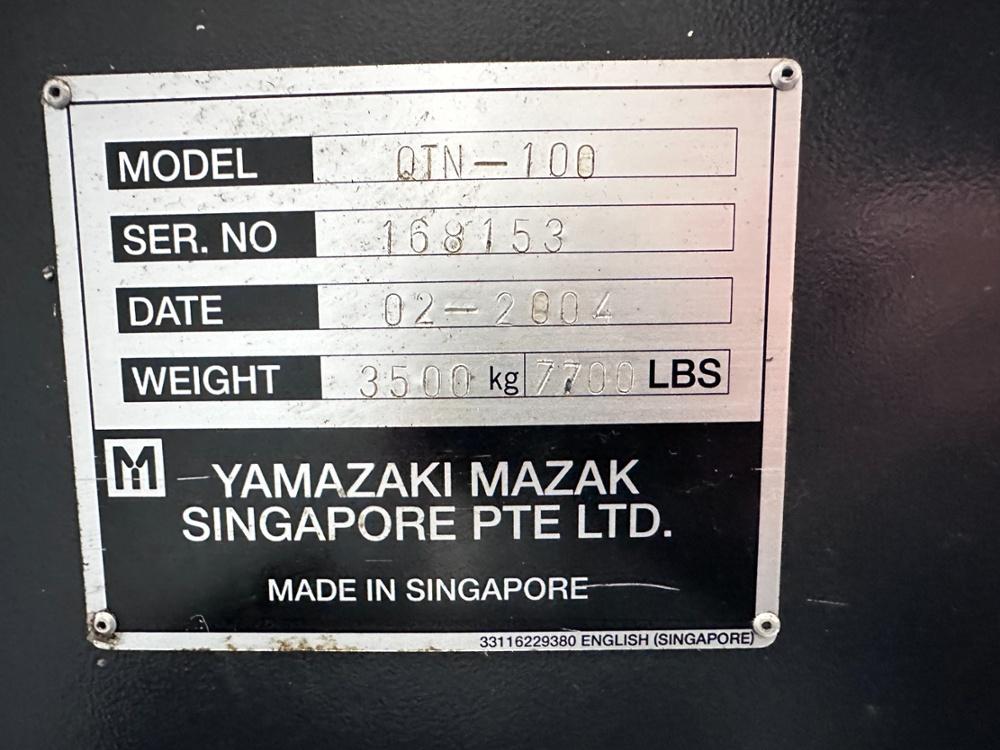 MODEL QTN-100
SER. NO 168153
DATE 02-2004
WEIGHT 3500 kg 7700 LBS
M YAMAZAKI MAZAK
SINGAPORE PTE LTD.
MADE IN SINGAPORE
33116229380 ENGLISH (SINGAPORE)